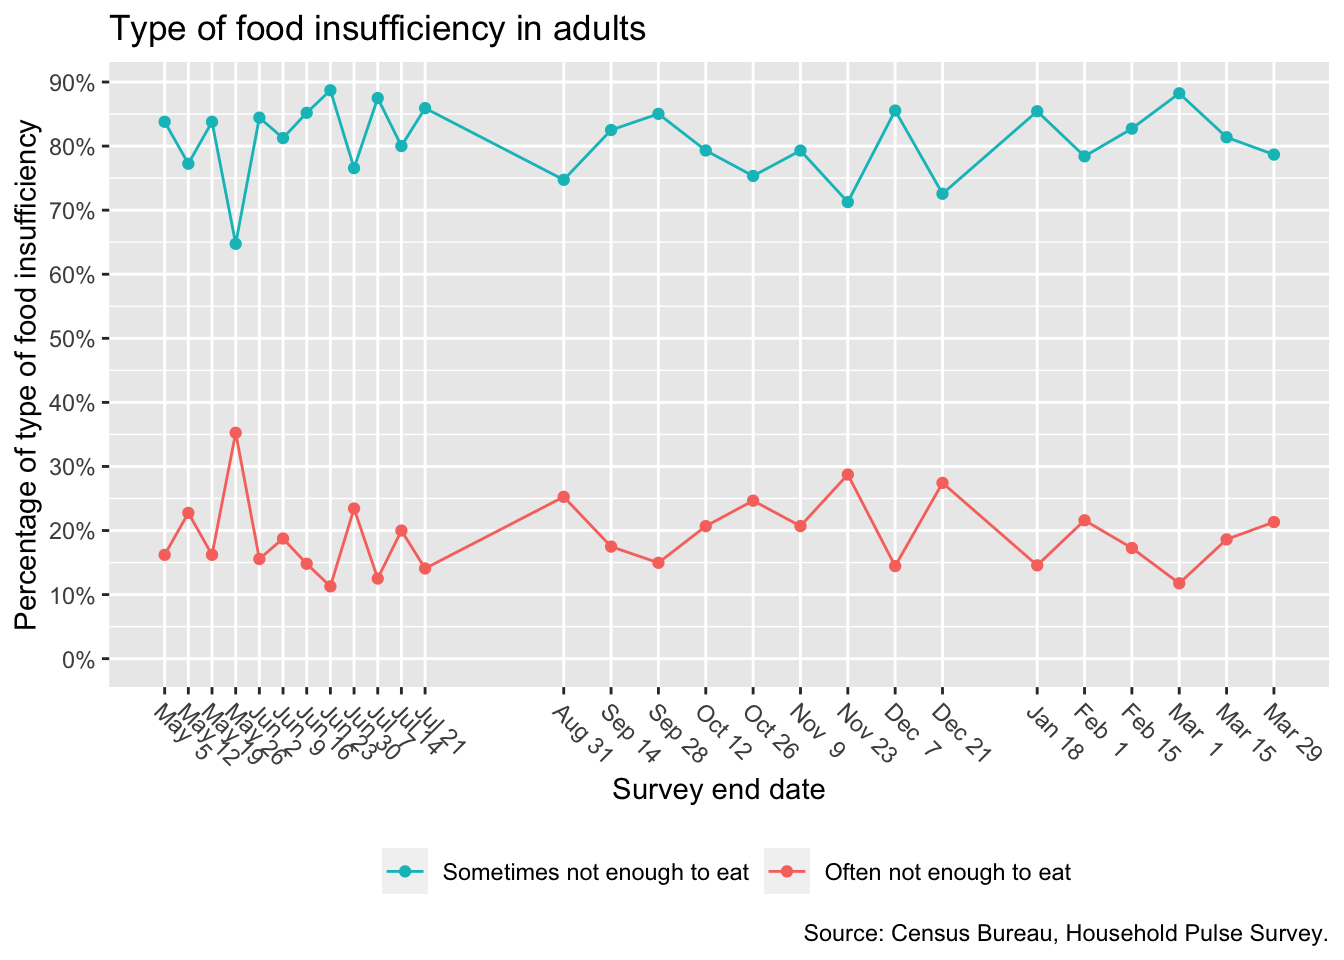 Type of food insufficiency in adults
Percentage of type of food insufficiency
90%
80%
70%
60%
50%
40%
30%
20%
10%
0%
May 5
May 12
May 19
May 26
Jun 2
Jun 9
Jun 16
Jun 23
Jun 30
Jul 7
Jul 14
Jul 21
Aug 31
Sep 14
Sep 28
Oct 12
Oct 26
Nov 9
Nov 23
Dec 7
Dec 21
Jan 18
Feb 1
Feb 15
Mar 1
Mar 15
Mar 29
Survey end date
Sometimes not enough to eat
Often not enough to eat
Source: Census Bureau, Household Pulse Survey.